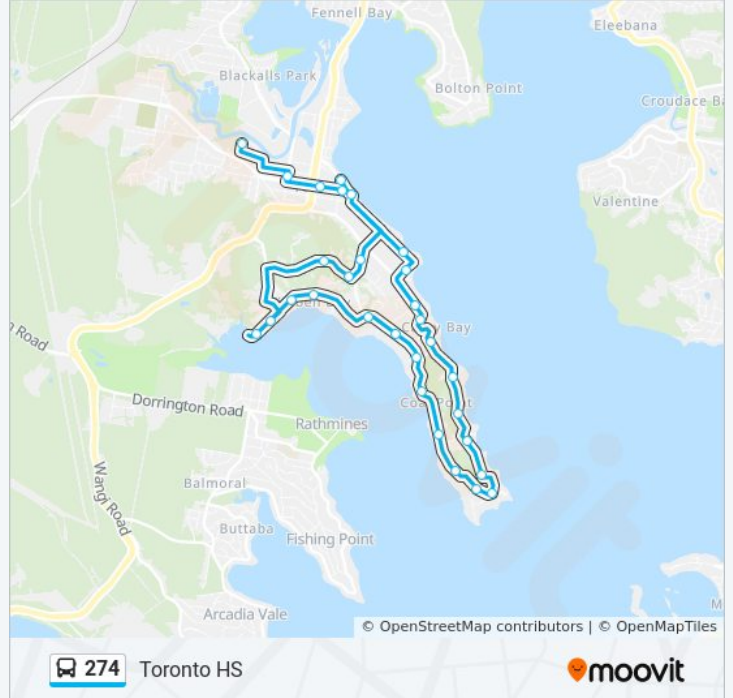 Fennell Bay
Eleebana
Blackalls Park
Bolton Point
Croudace Ba
Valentine
Road
Carey Bay
Dorrington Road
Coal Point
Rathmines
Wangi Road
Balmoral
Buttaba
Fishing Point
Arcadia Vale
M
© OpenStreetMap contributors | © OpenMapTiles
274 Toronto HS
moovit